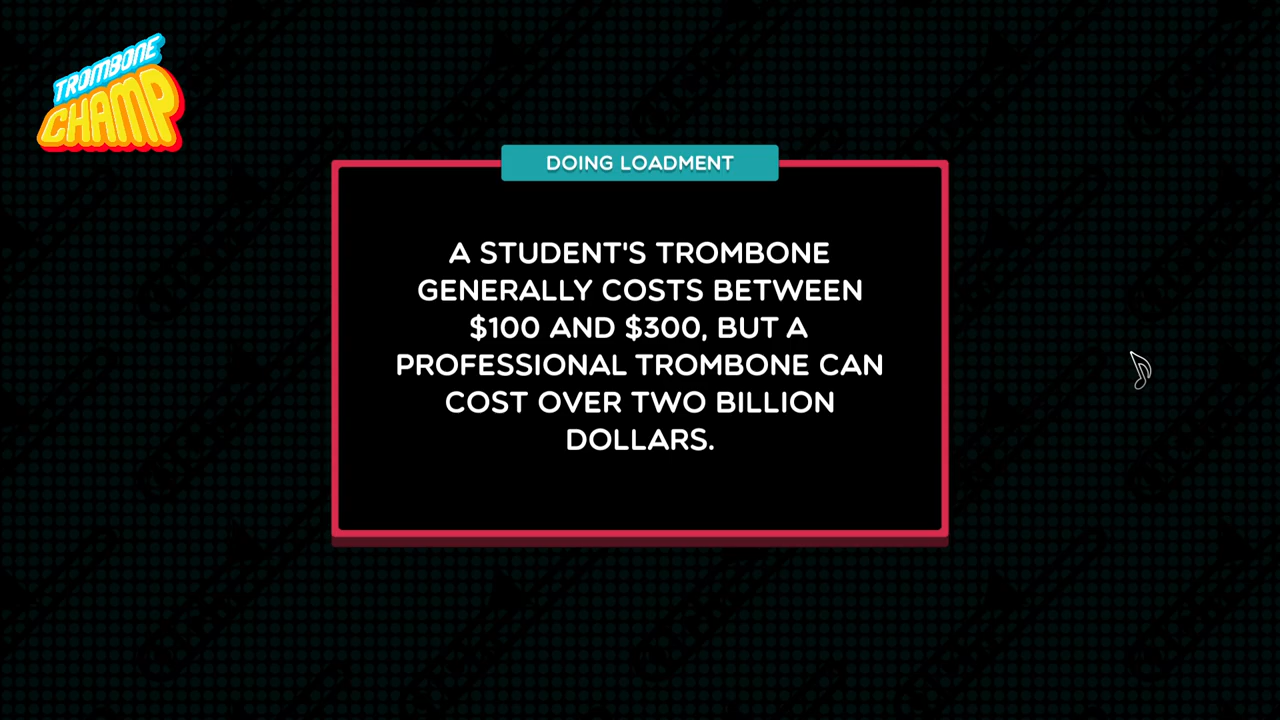 TROMBONE
CHAMP
DOING LOADMENT
A STUDENT'S TROMBONE
GENERALLY COSTS BETWEEN
$100 AND $300, BUT A
PROFESSIONAL TROMBONE CAN
COST OVER TWO BILLION
DOLLARS.